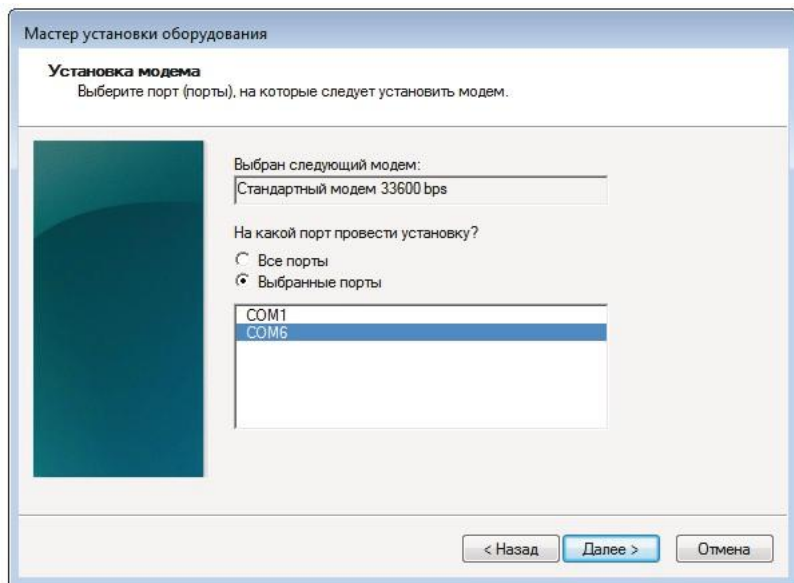 Мастер установки оборудования
Установка модема
Выберите порт (порты), на которые следует установить модем.
Выбран следующий модем:
Стандартный модем 33600 bps
На какой порт провести установку?
Все порты
Выбранные порты
COM1
COM6
< Назад
Далее >
Отмена